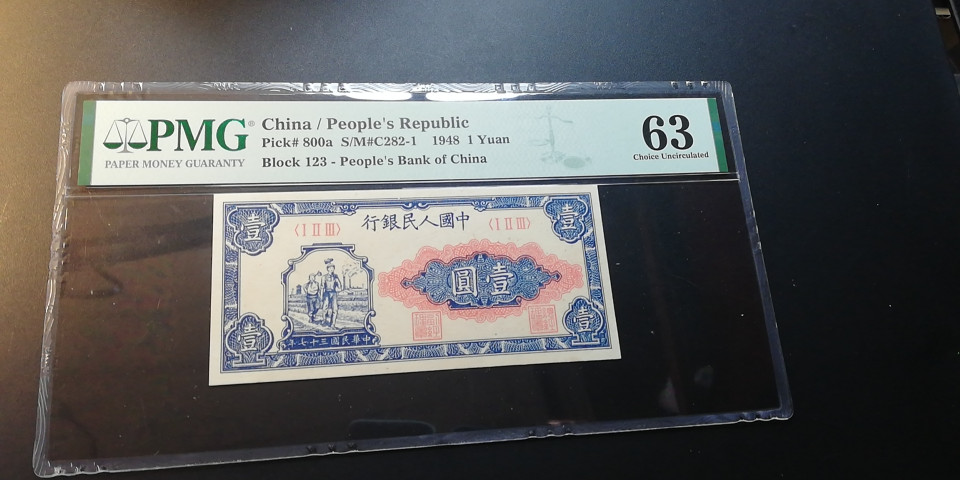 PMG
PAPER MONEY GUARANTY
China / People's Republic
Pick# 800a S/M#C282-1 1948 1 Yuan
Block 123 - People's Bank of China
63
Choice Uncirculated
壹
〈I II III〉
行銀民人國中
〈I II III〉
壹
圓壹
壹
年七十三國民華中
壹